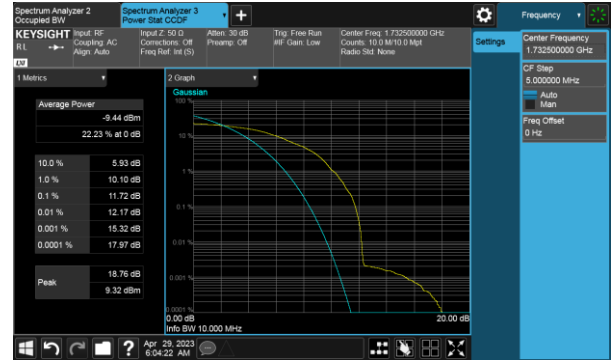 Spectrum Analyzer 2
Occupied BW
Spectrum Analyzer 3
Power Stat CCDF
+
Frequency
KEYSIGHT
RL
LXI
Input: RF
Coupling: AC
Align: Auto
Input Z: 50 Ω
Corrections: Off
Freq Ref: Int (S)
Atten: 30 dB
Preamp: Off
Trig: Free Run
#IF Gain: Low
Center Freq: 1.732500000 GHz
Counts: 10.0 M/10.0 Mpt
Radio Std: None
Settings
Center Frequency
1.732500000 GHz
CF Step
5.000000 MHz
Auto
Man
Freq Offset
0 Hz
1 Metrics
Average Power
-9.44 dBm
22.23 % at 0 dB
10.0 % 5.93 dB
1.0 % 10.10 dB
0.1 % 11.72 dB
0.01 % 12.17 dB
0.001 % 15.32 dB
0.0001 % 17.97 dB
Peak
18.76 dB
9.32 dBm
2 Graph
Gaussian
100 %
10 %
1 %
0.1 %
0.01 %
0.001 %
0.0001 %
0.00 dB
20.00 dB
Info BW 10.000 MHz
?
Apr 29, 2023
6:04:22 AM